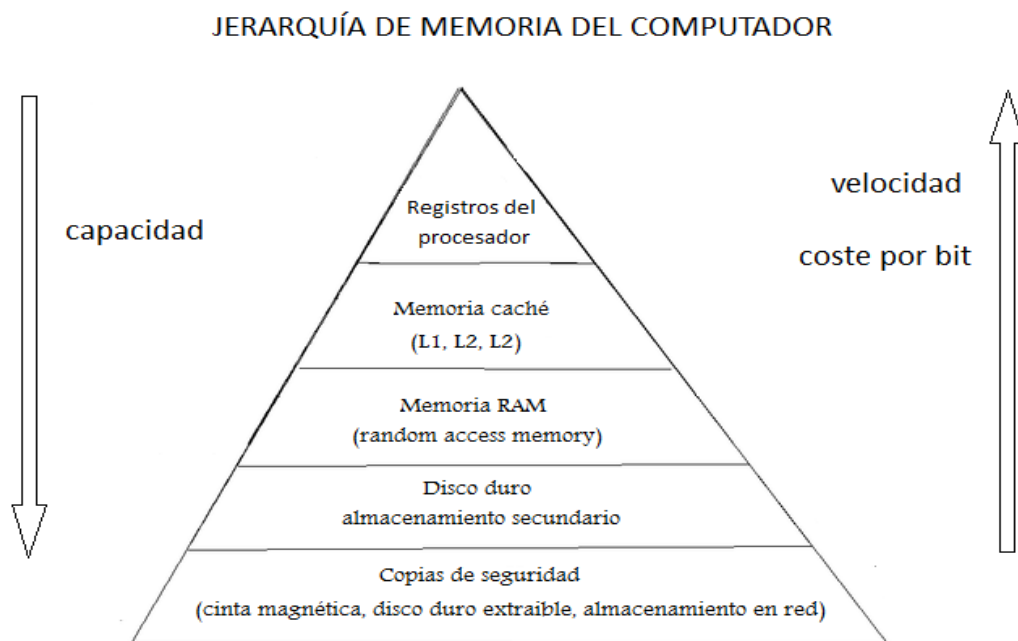 JERARQUÍA DE MEMORIA DEL COMPUTADOR
capacidad
velocidad
coste por bit
Registros del
procesador
Memoria caché
(L1, L2, L2)
Memoria RAM
(random access memory)
Disco duro
almacenamiento secundario
Copias de seguridad
(cinta magnética, disco duro extraible, almacenamiento en red)